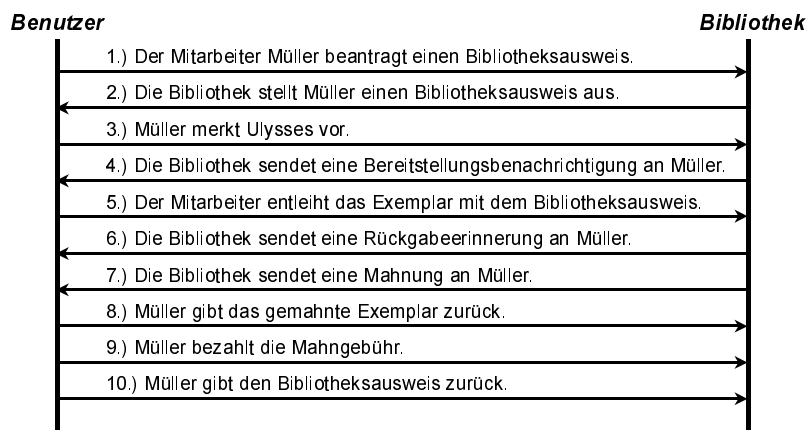 Benutzer
Bibliothek
1.) Der Mitarbeiter Müller beantragt einen Bibliotheksausweis.
2.) Die Bibliothek stellt Müller einen Bibliotheksausweis aus.
3.) Müller merkt Ulysses vor.
4.) Die Bibliothek sendet eine Bereitstellungsbenachrichtigung an Müller.
5.) Der Mitarbeiter entleiht das Exemplar mit dem Bibliotheksausweis.
6.) Die Bibliothek sendet eine Rückgabeerinnerung an Müller.
7.) Die Bibliothek sendet eine Mahnung an Müller.
8.) Müller gibt das gemahnte Exemplar zurück.
9.) Müller bezahlt die Mahngebühr.
10.) Müller gibt den Bibliotheksausweis zurück.